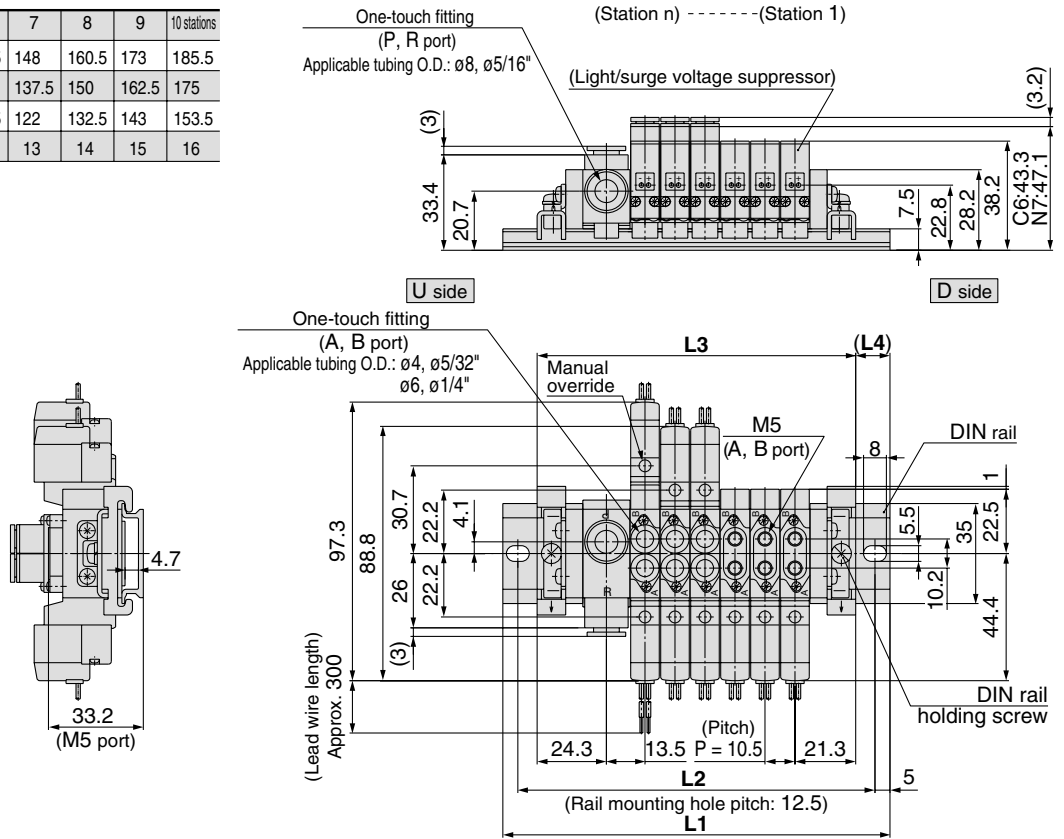 7 8 9 10 stations
5 148 160.5 173 185.5
137.5 150 162.5 175
5 122 132.5 143 153.5
13 14 15 16
One-touch fitting
(P, R port)
Applicable tubing O.D.: ø8, ø5/16"
(Station n) - - - - - - - (Station 1)
(Light/surge voltage suppressor)
(3)
33.4
20.7
7.5
22.8
28.2
38.2
C6:43.3
N7:47.1
(3.2)
U side
D side
One-touch fitting
(A, B port)
Applicable tubing O.D.: ø4, ø5/32"
ø6, ø1/4"
Manual
override
L3
(L4)
M5
(A, B port)
DIN rail
8
1
97.3
88.8
30.7
22.2
4.1
26
22.2
(3)
5.5
10.2
35
22.5
44.4
B B B B B B
P
R
A A A A A A
4.7
33.2
(M5 port)
(Lead wire length)
Approx. 300
DIN rail
holding screw
24.3
13.5
(Pitch)
P = 10.5
21.3
L2
5
(Rail mounting hole pitch: 12.5)
L1